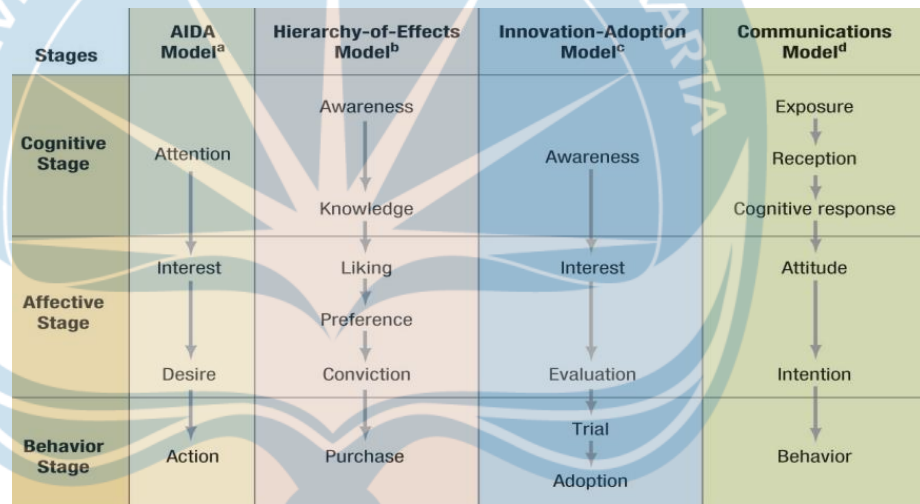 Stages
AIDA
Model^a
Hierarchy-of-Effects
Model^b
Innovation-Adoption
Model^c
Communications
Model^d
Cognitive
Stage
Attention
Awareness
Knowledge
Awareness
Exposure
Reception
Cognitive response
Affective
Stage
Interest
Desire
Liking
Preference
Conviction
Interest
Evaluation
Attitude
Intention
Behavior
Stage
Action
Purchase
Trial
Adoption
Behavior